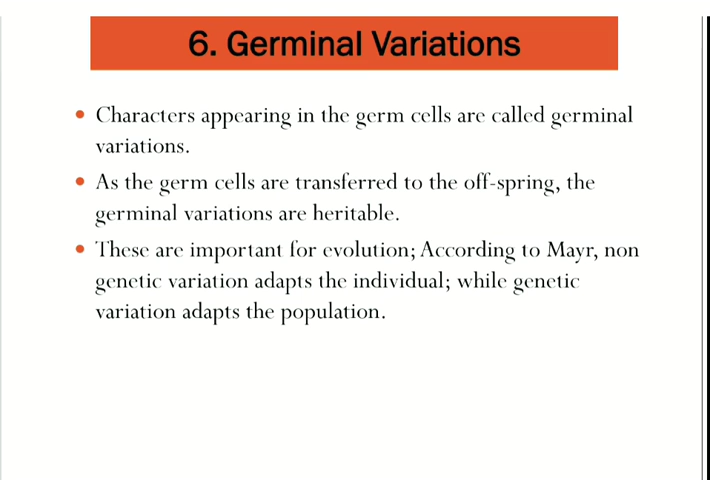 6. Germinal Variations
Characters appearing in the germ cells are called germinal
variations.
As the germ cells are transferred to the off-spring, the
germinal variations are heritable.
These are important for evolution; According to Mayr, non
genetic variation adapts the individual; while genetic
variation adapts the population.